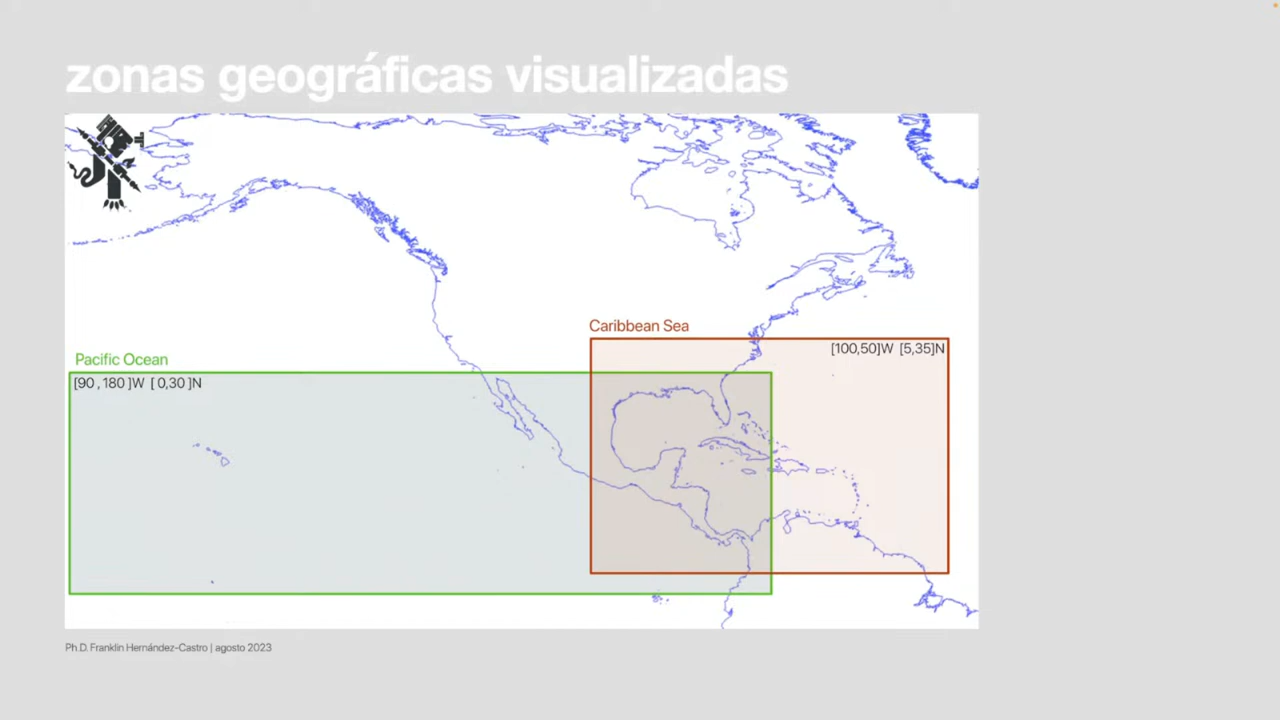 zonas geográficas visualizadas
Caribbean Sea
[100,50]W [5,35]N
Pacific Ocean
[90 , 180 ]W [ 0,30 ]N
Ph.D. Franklin Hernández-Castro | agosto 2023